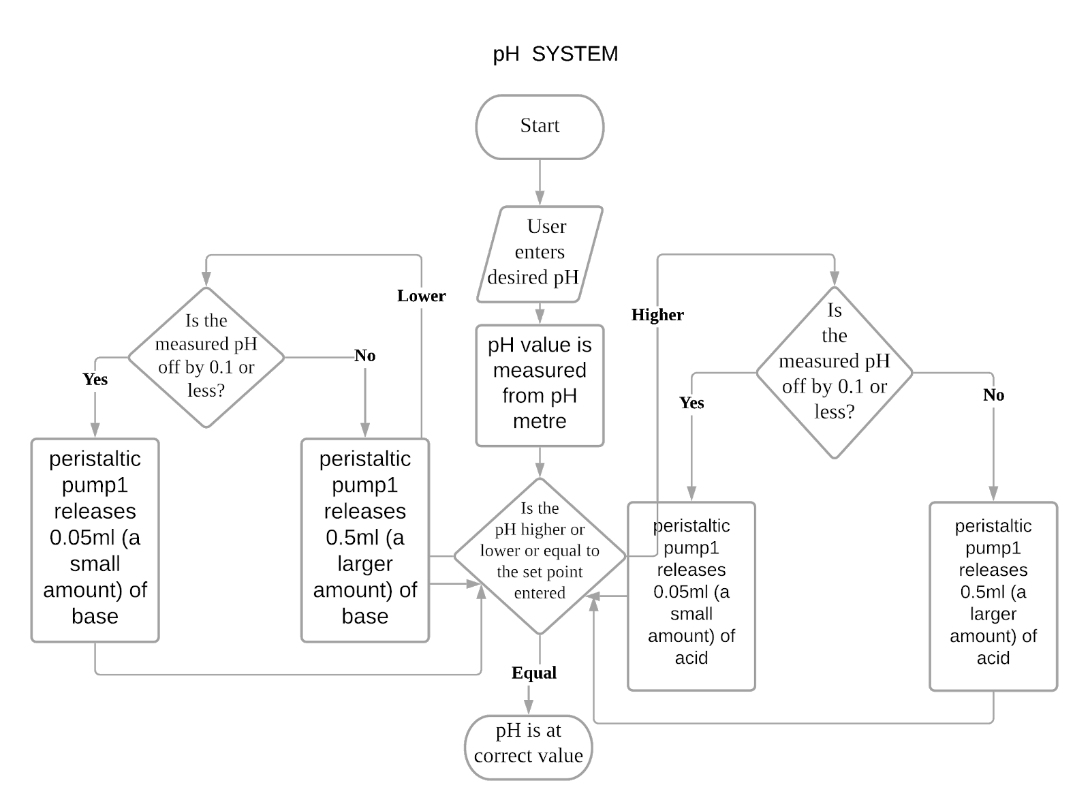 pH SYSTEM
Start
User
enters
desired pH
Lower
Higher
Is the
measured pH
off by 0.1 or
less?
Yes
No
pH value is
measured
from pH
metre
Is
the
measured pH
off by 0.1 or
less?
Yes
No
peristaltic
pump1
releases
0.05ml (a
small
amount) of
base
peristaltic
pump1
releases
0.5ml (a
larger
amount) of
base
Is the
pH higher or
lower or equal to
the set point
entered
peristaltic
pump1
releases
0.05ml (a
small
amount) of
acid
peristaltic
pump1
releases
0.5ml (a
larger
amount) of
acid
Equal
pH is at
correct value